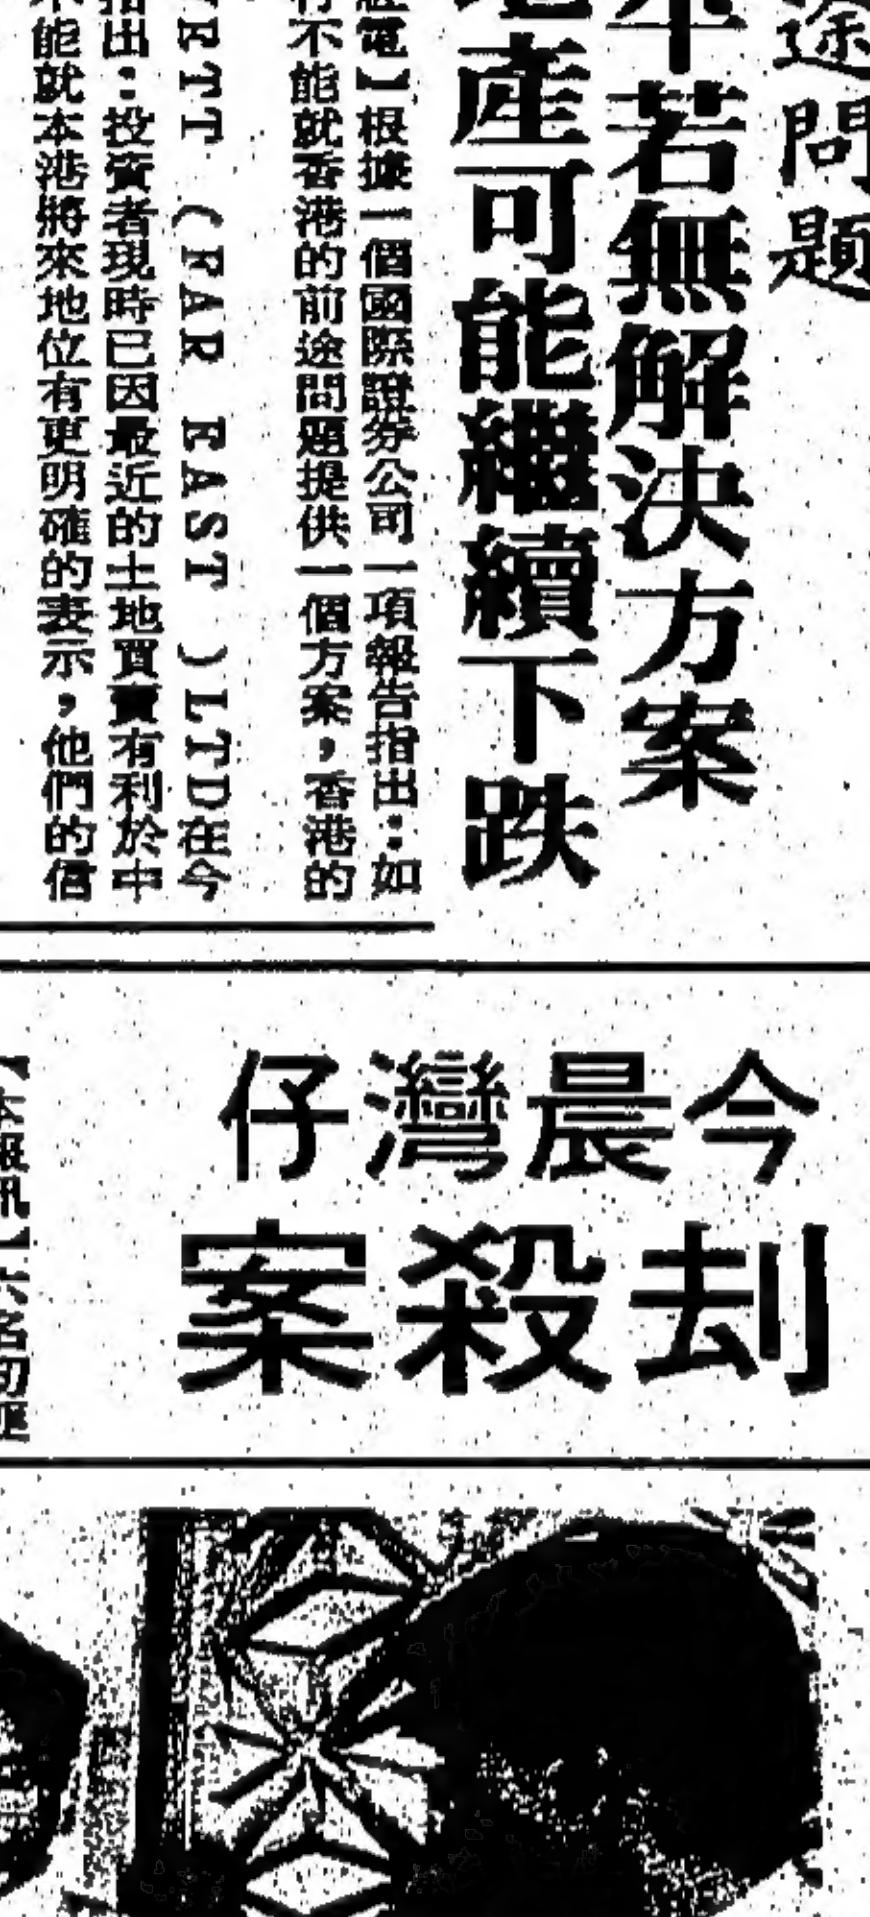 途問題
年若無解決方案
地產可能繼續下跌
電】根據一個國際證券公司一項報告指出：如
不能就香港的前途問題提供一個方案，香港的
ETT (FAR EAST) LTD在今
指出：投資者現時已因最近的土地買賣有利於中
不能就本港將來地位有更明確的表示，他們的信
今晨灣仔
刦殺案
【本報訊】六名